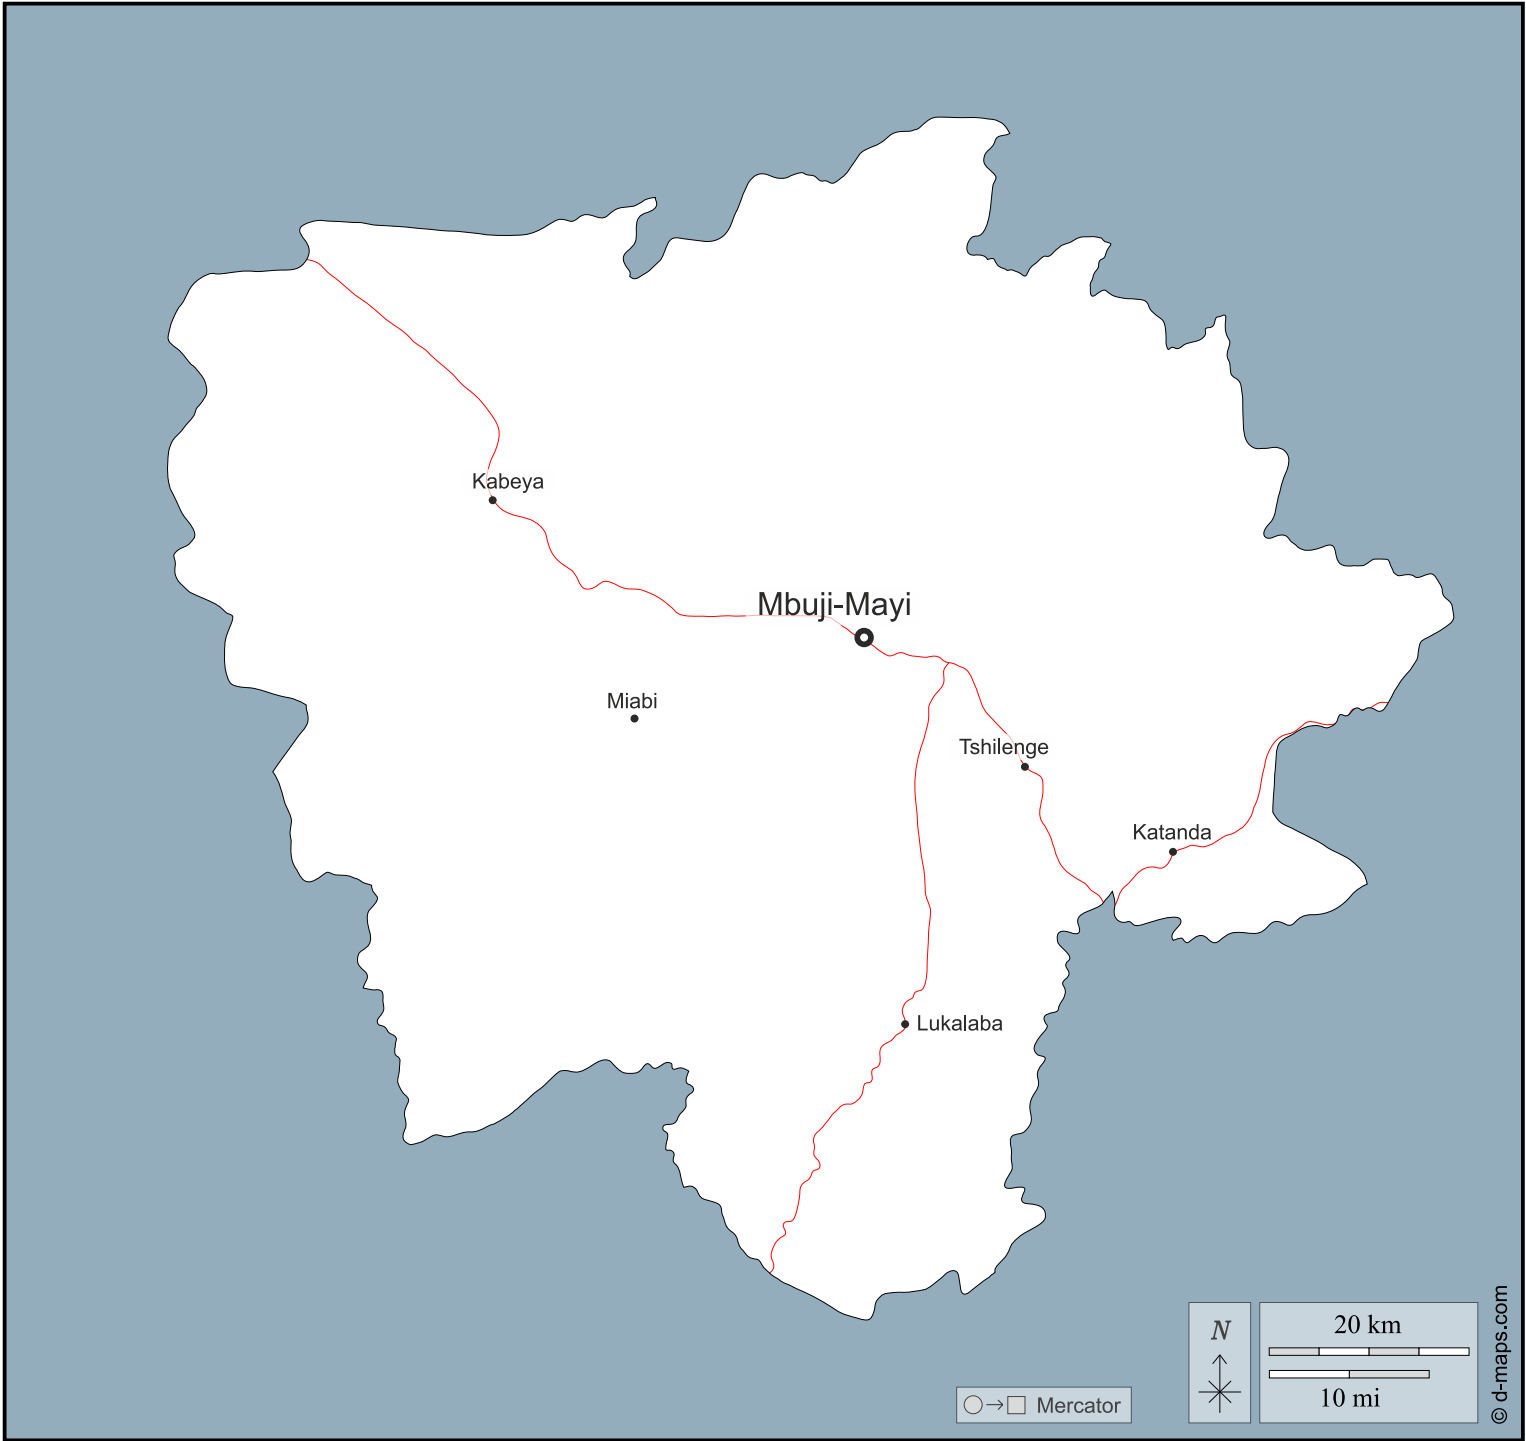 Kabeya
Mbuji-Mayi
Miabi
Tshilenge
Katanda
Lukalaba
N
20 km
10 mi
Mercator
© d-maps.com